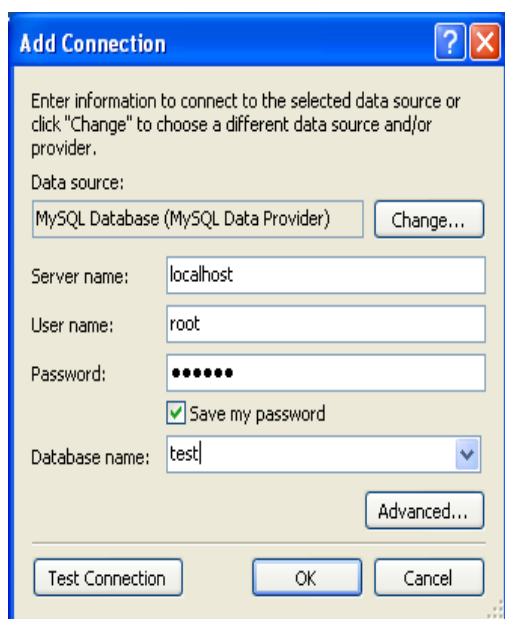 Add Connection
Enter information to connect to the selected data source or
click "Change" to choose a different data source and/or
provider.
Data source:
MySQL Database (MySQL Data Provider)
Change...
Server name:
localhost
User name:
root
Password:
●●●●●●
Save my password
Database name:
test
Advanced...
Test Connection
OK
Cancel